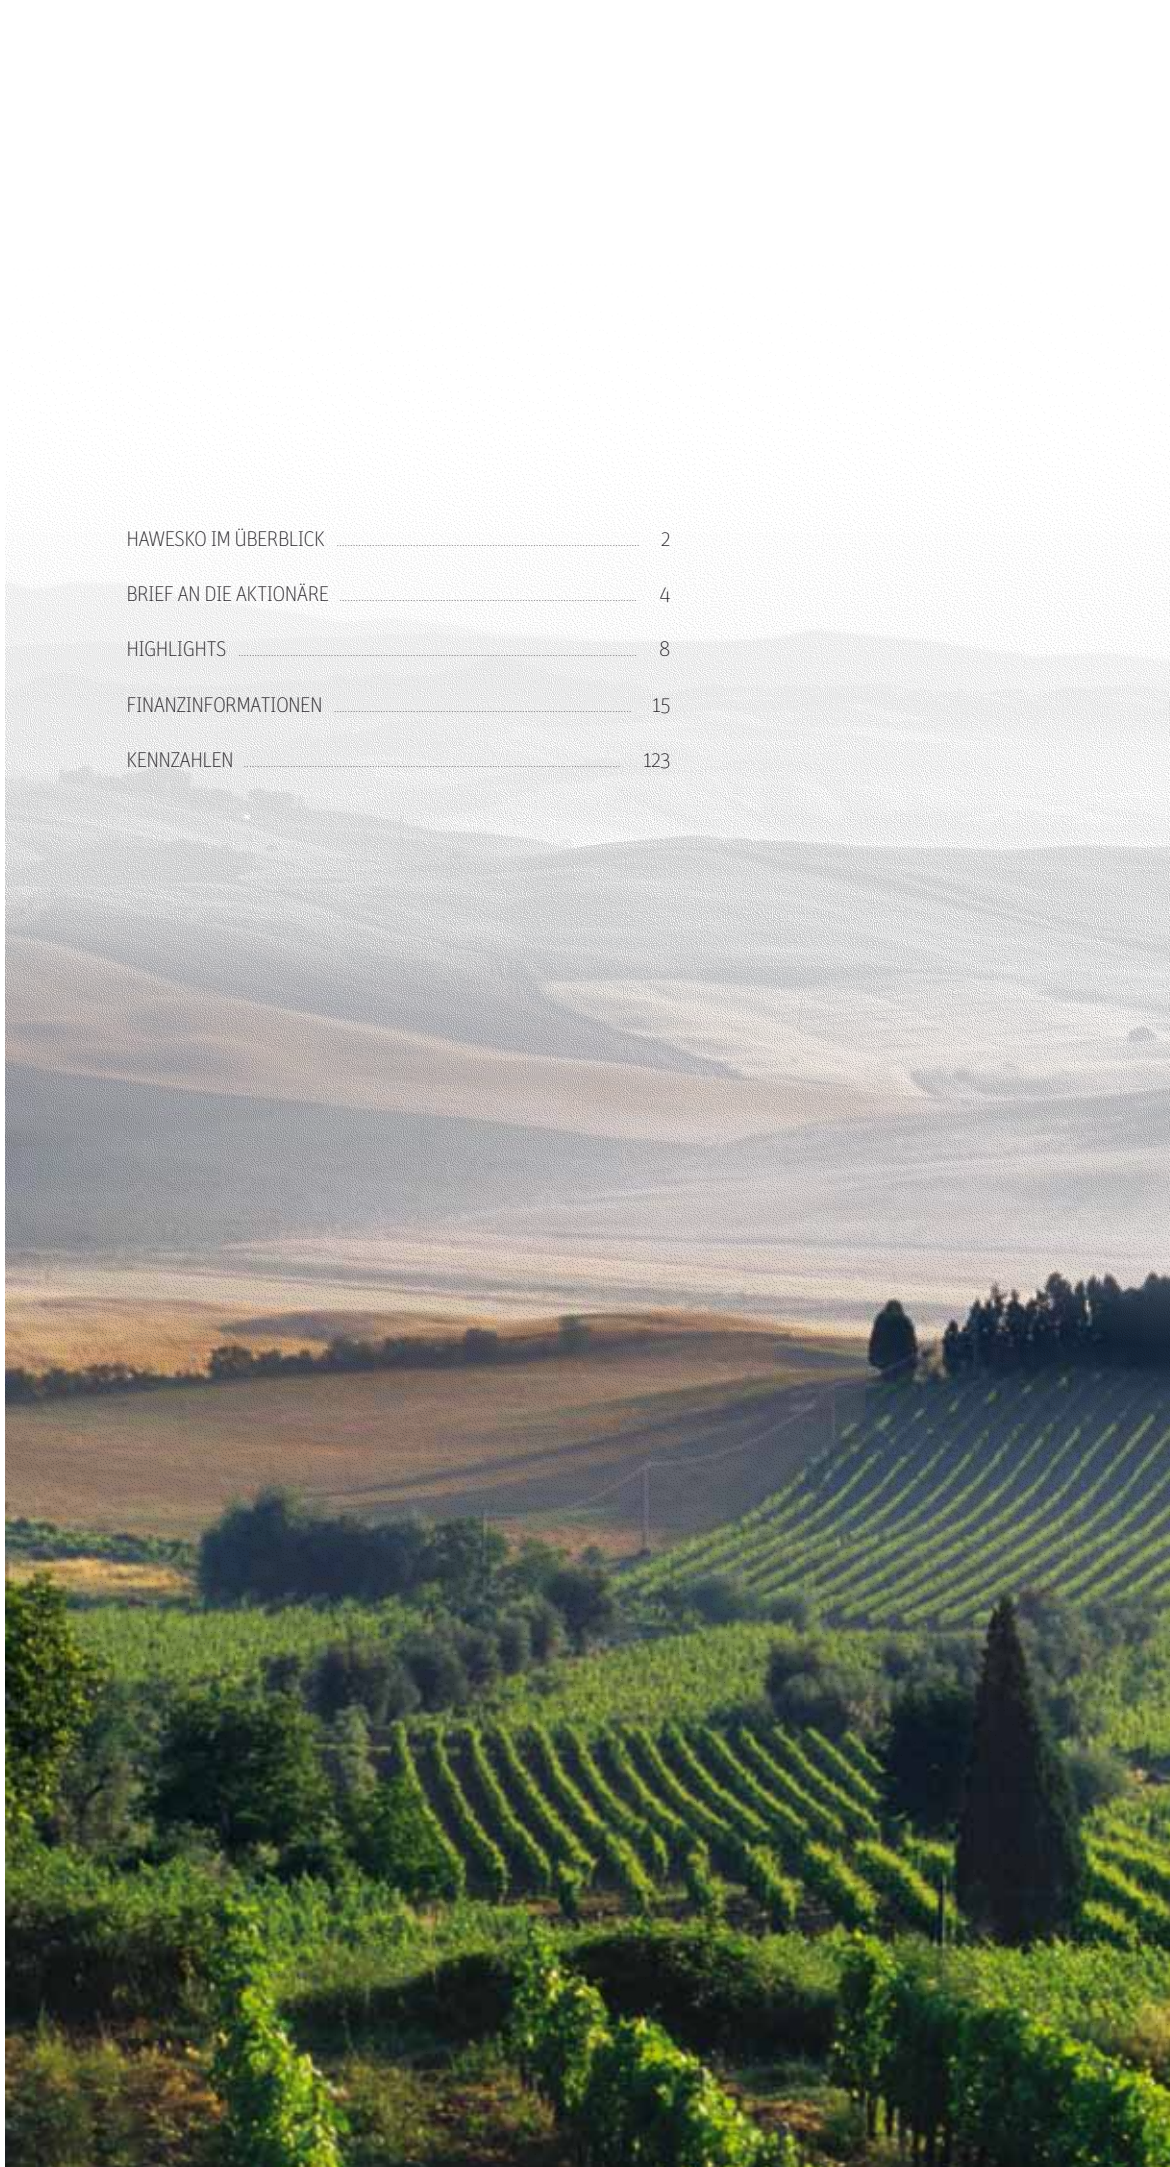 HAWESKO IM ÜBERBLICK 2
BRIEF AN DIE AKTIONÄRE 4
HIGHLIGHTS 8
FINANZINFORMATIONEN 15
KENNZAHLEN 123